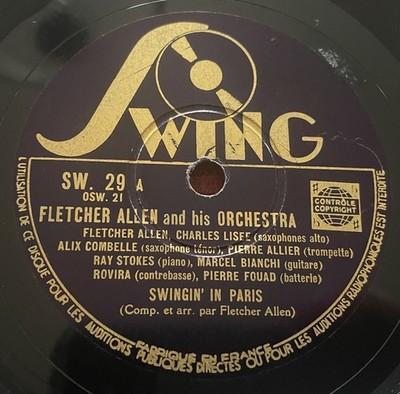 SWING
SW. 29 A
OSW. 21
CONTRÔLE
COPYRIGHT
FLETCHER ALLEN and his ORCHESTRA
FLETCHER ALLEN, CHARLES LISFE (saxophones alto)
ALIX COMBELLE (saxophone ténor), PIERRE ALLIER (trompette)
RAY STOKES (piano), MARCEL BIANCHI (guitare)
ROVIRA (contrebasse), PIERRE FOUAD (batterie)
SWINGIN' IN PARIS
(Comp. et arr. par Fletcher Allen)
FABRIQUÉ EN FRANCE
L'UTILISATION DE CE DISQUE POUR LES AUDITIONS PUBLIQUES DIRECTES OU POUR LES AUDITIONS RADIOPHONIQUES EST INTERDITE